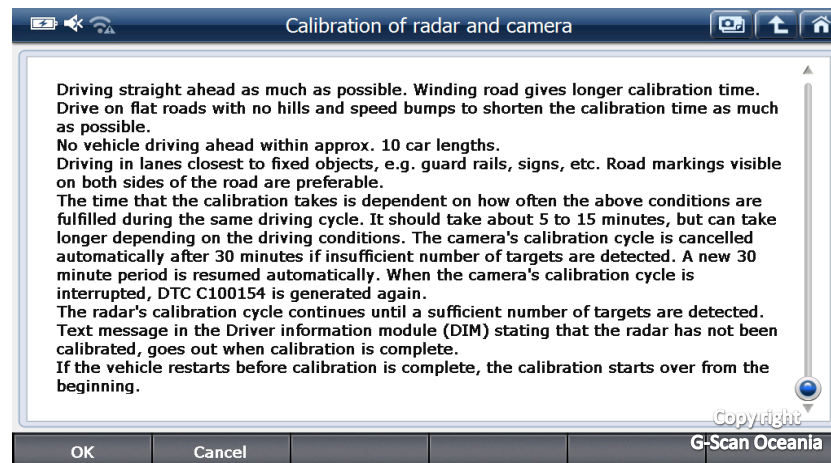 Calibration of radar and camera
Driving straight ahead as much as possible. Winding road gives longer calibration time.
Drive on flat roads with no hills and speed bumps to shorten the calibration time as much
as possible.
No vehicle driving ahead within approx. 10 car lengths.
Driving in lanes closest to fixed objects, e.g. guard rails, signs, etc. Road markings visible
on both sides of the road are preferable.
The time that the calibration takes is dependent on how often the above conditions are
fulfilled during the same driving cycle. It should take about 5 to 15 minutes, but can take
longer depending on the driving conditions. The camera's calibration cycle is cancelled
automatically after 30 minutes if insufficient number of targets are detected. A new 30
minute period is resumed automatically. When the camera's calibration cycle is
interrupted, DTC C100154 is generated again.
The radar's calibration cycle continues until a sufficient number of targets are detected.
Text message in the Driver information module (DIM) stating that the radar has not been
calibrated, goes out when calibration is complete.
If the vehicle restarts before calibration is complete, the calibration starts over from the
beginning.
Copyright
G-Scan Oceania
OK Cancel